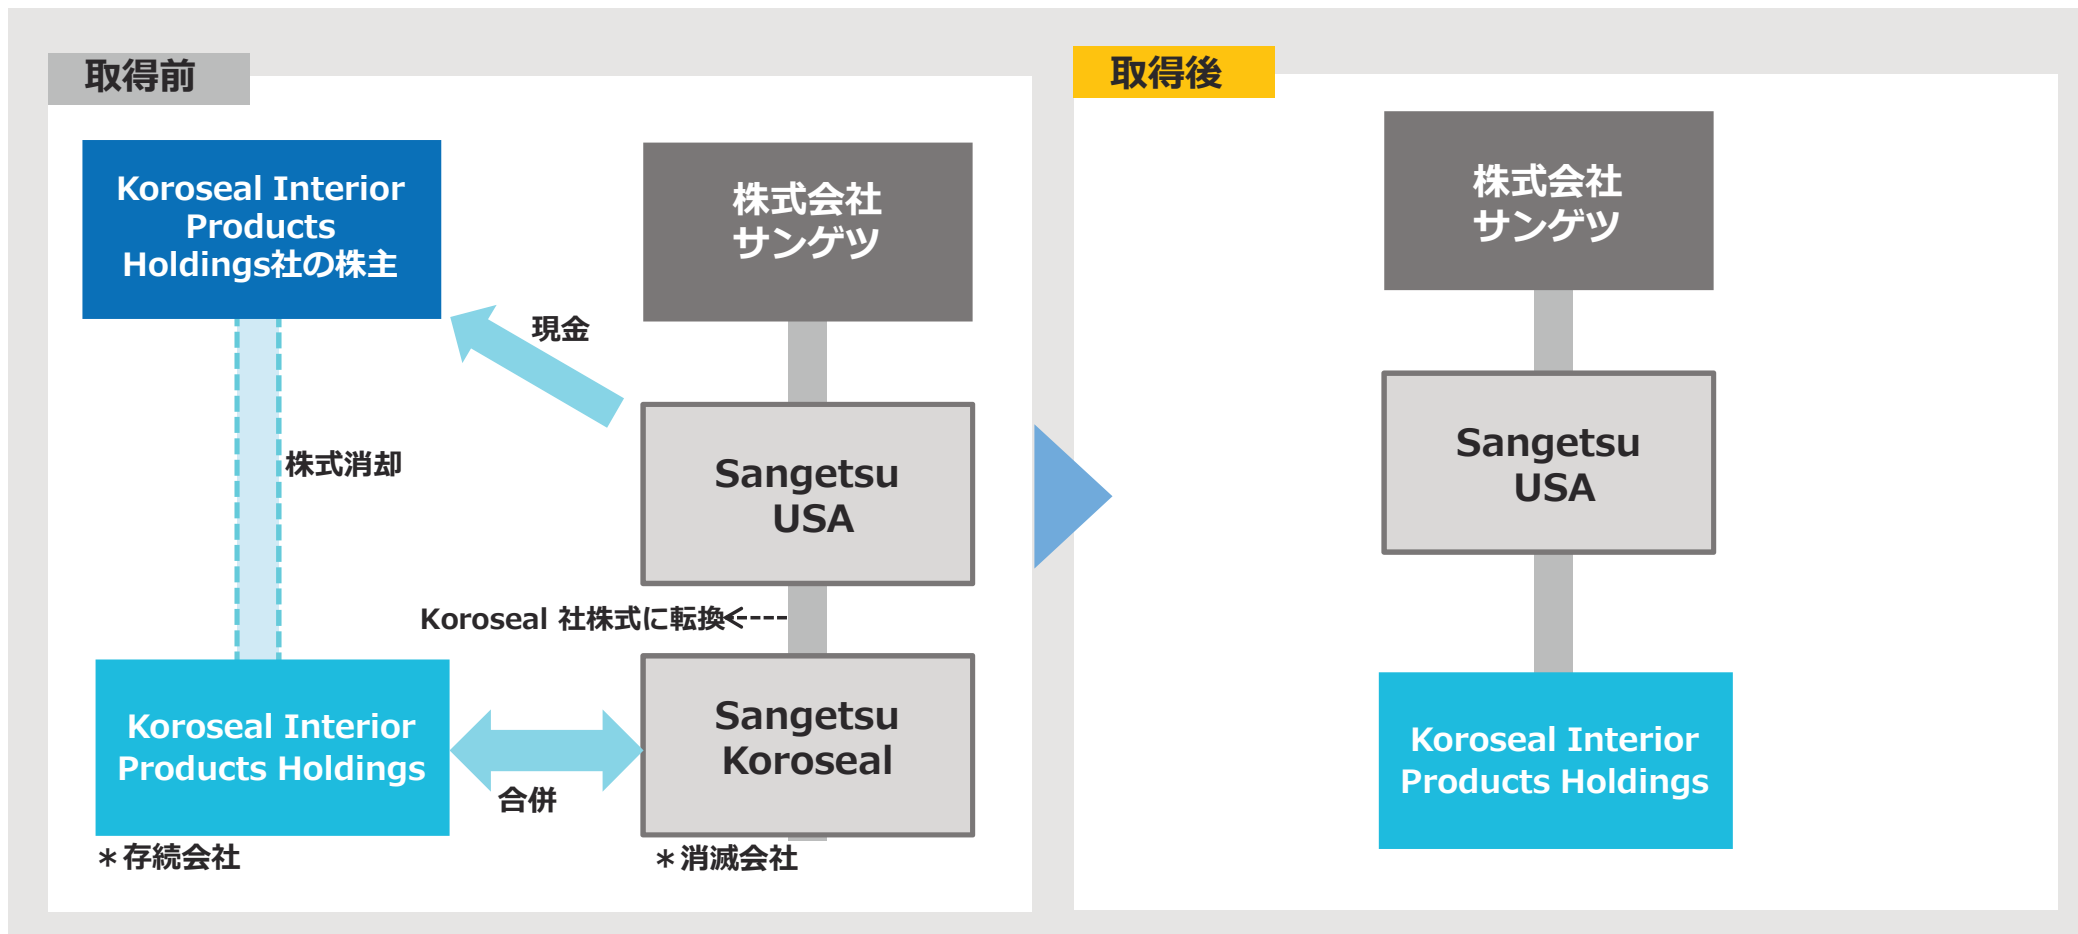 取得前
Koroseal Interior
Products
Holdings社の株主
株式会社
サンゲツ
現金
株式消却
Sangetsu
USA
Koroseal 社株式に転換
Koroseal Interior
Products Holdings
合併
Sangetsu
Koroseal
＊存続会社
＊消滅会社
取得後
株式会社
サンゲツ
Sangetsu
USA
Koroseal Interior
Products Holdings